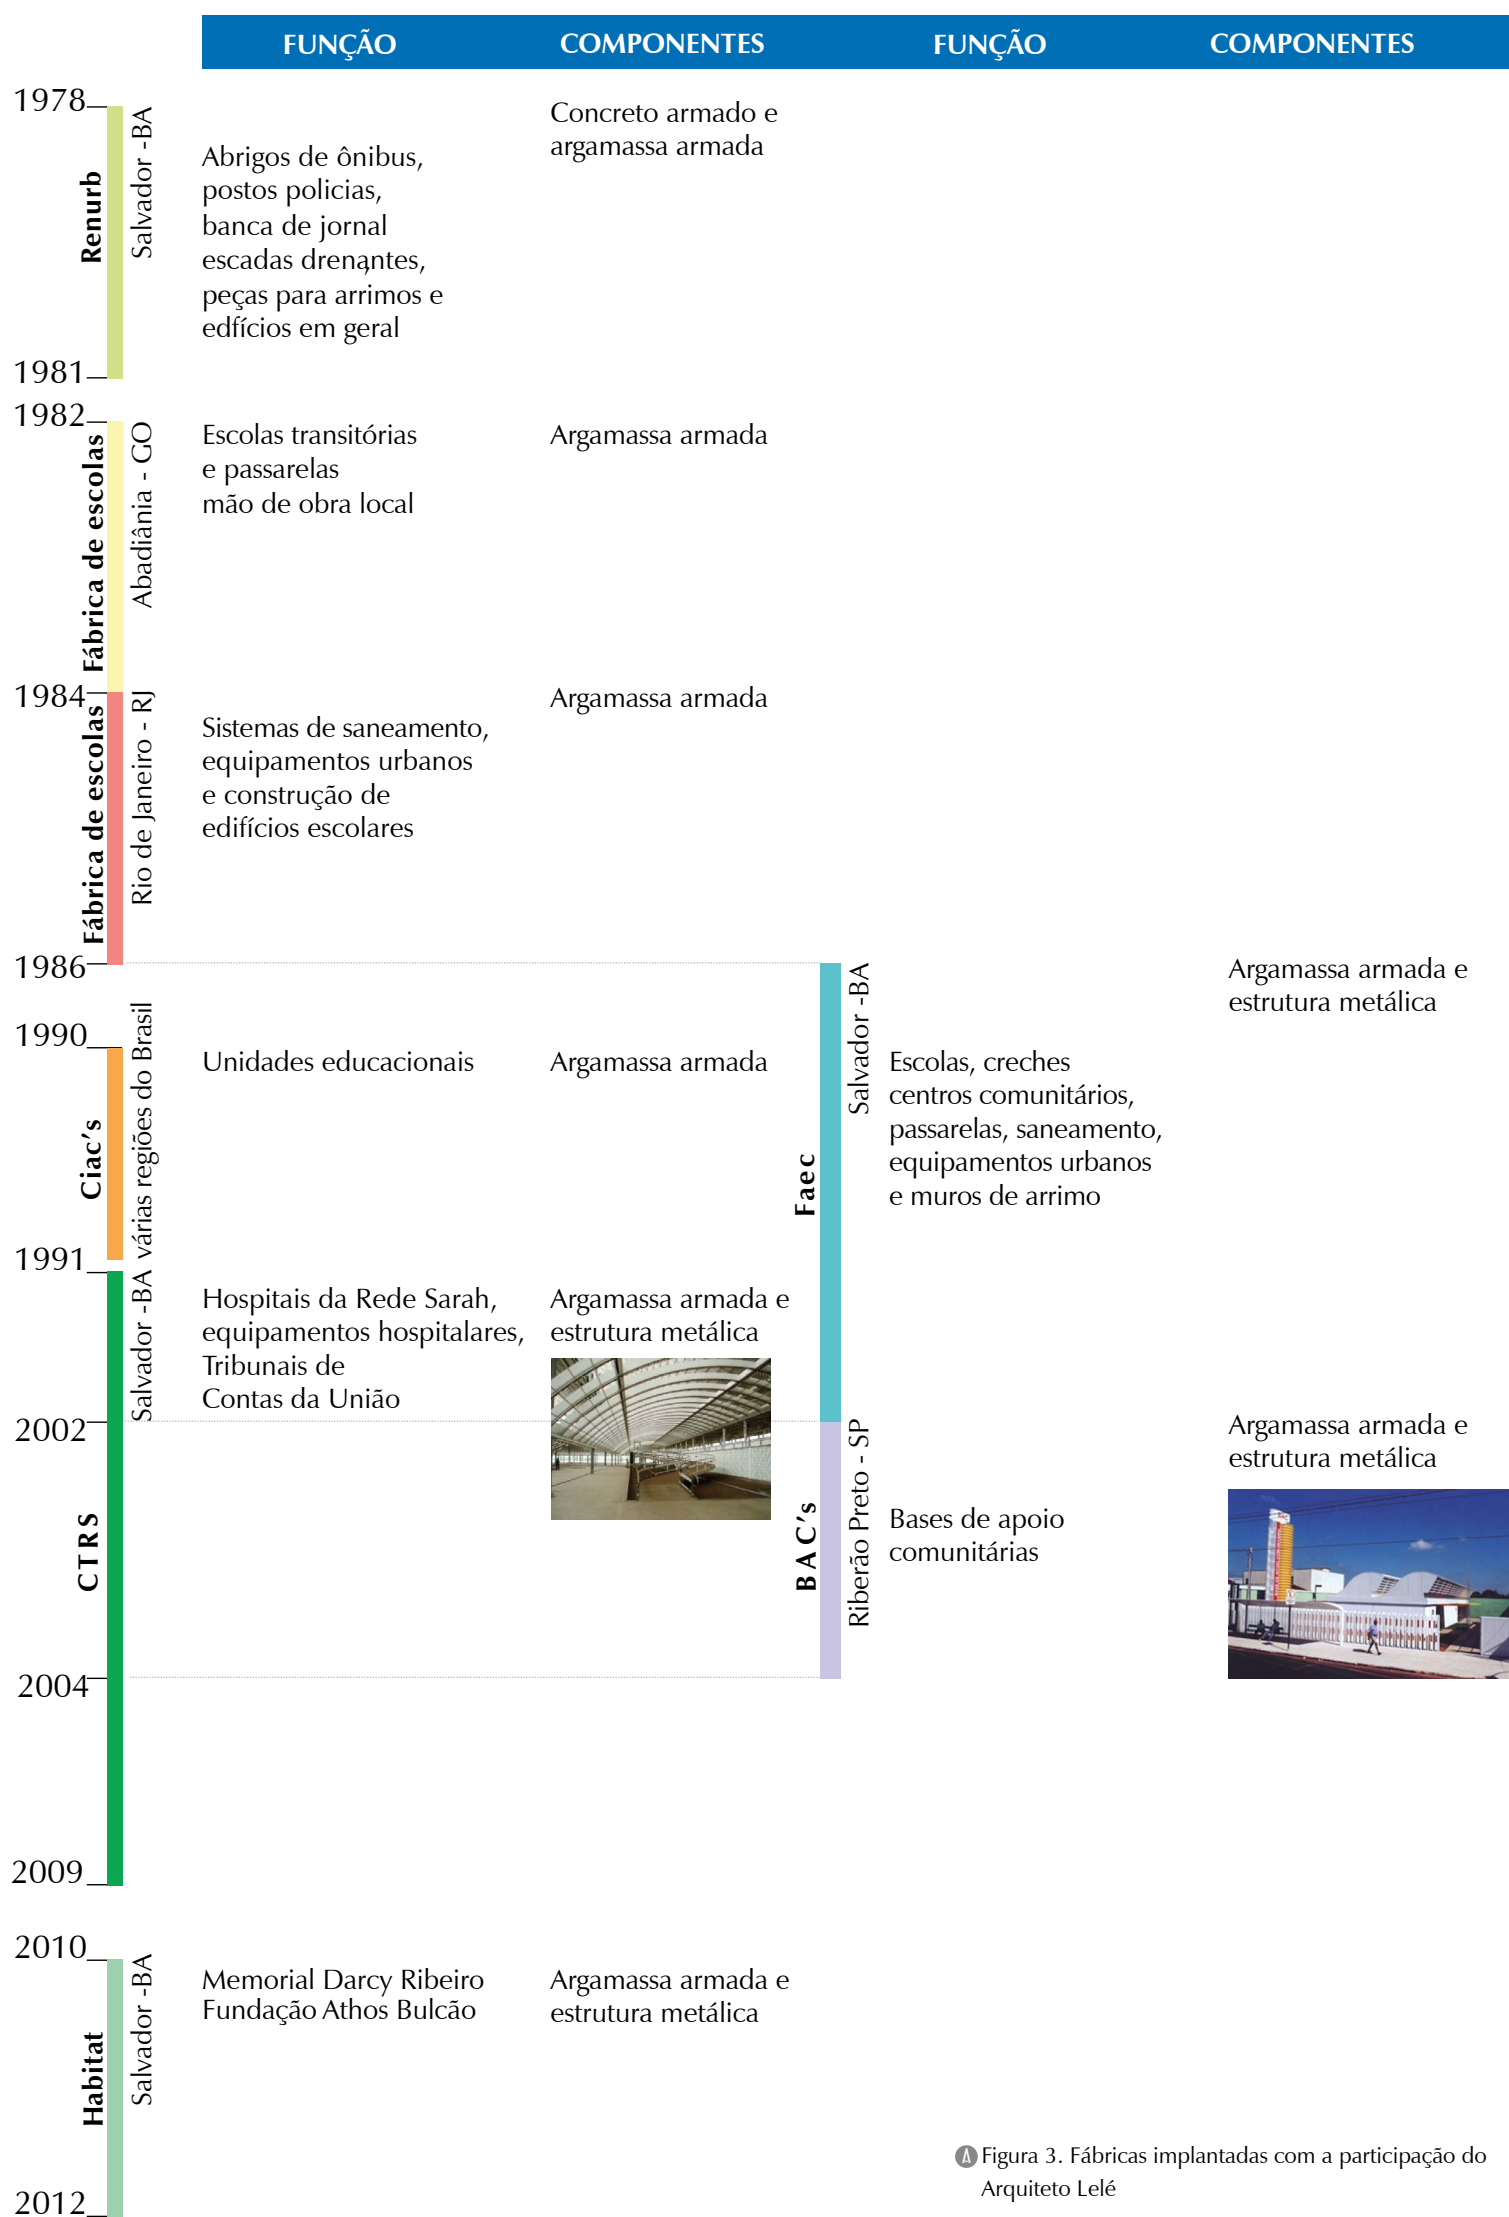 FUNÇÃO COMPONENTES FUNÇÃO COMPONENTES
1978
Renurb
Salvador -BA
Abrigos de ônibus,
postos policias,
banca de jornal
escadas drenantes,
peças para arrimos e
edfícios em geral
Concreto armado e
argamassa armada
1981
1982
Fábrica de escolas
Abadiânia - GO
Escolas transitórias
e passarelas
mão de obra local
Argamassa armada
1984
Fábrica de escolas
Rio de Janeiro - RJ
Sistemas de saneamento,
equipamentos urbanos
e construção de
edifícios escolares
Argamassa armada
1986
Faec
Salvador -BA
Escolas, creches
centros comunitários,
passarelas, saneamento,
equipamentos urbanos
e muros de arrimo
Argamassa armada e
estrutura metálica
1990
Ciac's
várias regiões do Brasil
Unidades educacionais
Argamassa armada
1991
CTRS
Salvador -BA
Hospitais da Rede Sarah,
equipamentos hospitalares,
Tribunais de
Contas da União
Argamassa armada e
estrutura metálica
2002
BAC's
Riberão Preto - SP
Bases de apoio
comunitárias
Argamassa armada e
estrutura metálica
2004
2009
2010
Habitat
Salvador -BA
Memorial Darcy Ribeiro
Fundação Athos Bulcão
Argamassa armada e
estrutura metálica
2012
Figura 3. Fábricas implantadas com a participação do
Arquiteto Lelé